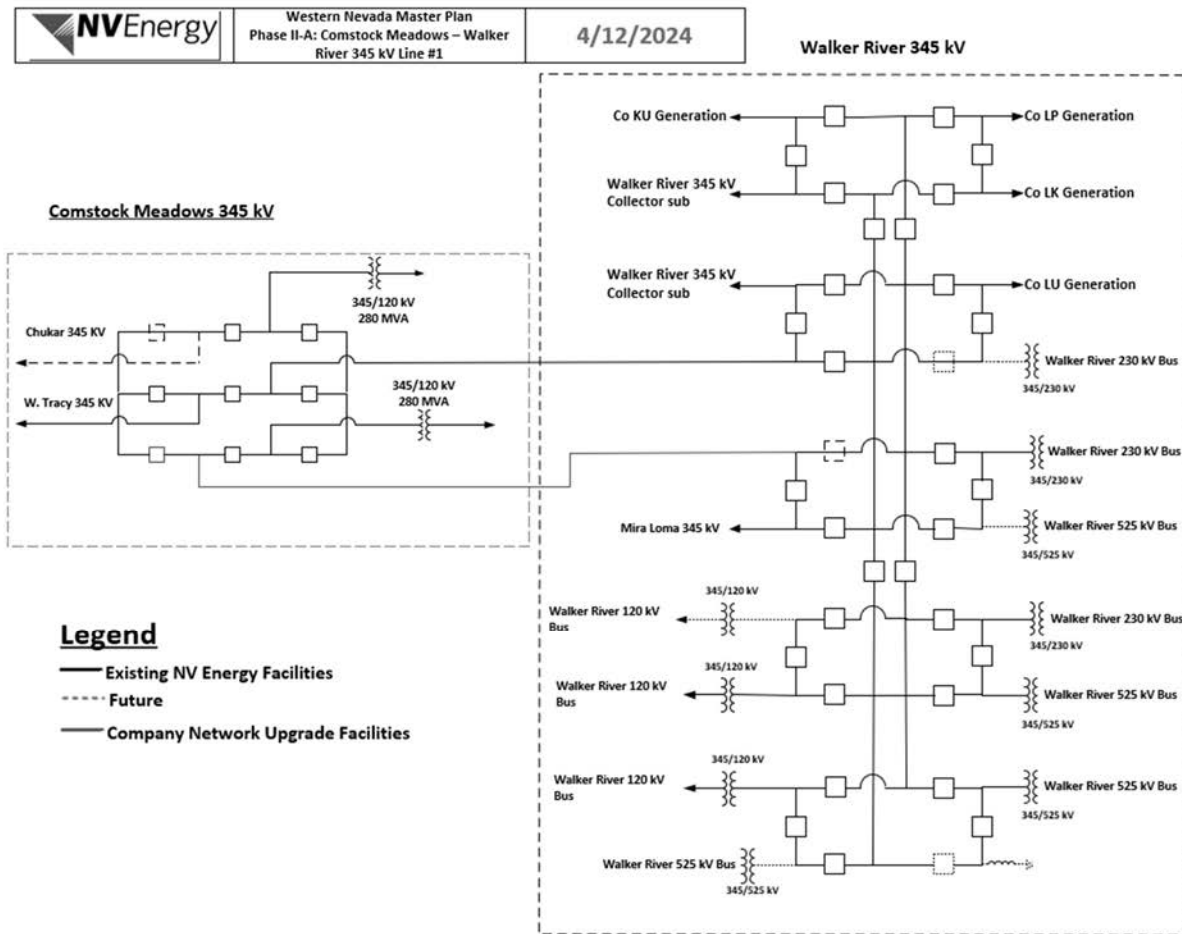 NVEnergy
Western Nevada Master Plan
Phase II-A: Comstock Meadows – Walker
River 345 kV Line #1
4/12/2024
Walker River 345 kV
Co KU Generation
Co LP Generation
Walker River 345 kV
Collector sub
Co LK Generation
Comstock Meadows 345 kV
Walker River 345 kV
Collector sub
Co LU Generation
345/120 kV
280 MVA
Chukar 345 KV
Walker River 230 kV Bus
345/230 kV
345/120 kV
280 MVA
W. Tracy 345 KV
Walker River 230 kV Bus
345/230 kV
Mira Loma 345 kV
Walker River 525 kV Bus
345/525 kV
345/120 kV
Walker River 120 kV
Bus
Walker River 230 kV Bus
345/230 kV
345/120 kV
Walker River 120 kV
Bus
Walker River 525 kV Bus
345/525 kV
345/120 kV
Walker River 120 kV
Bus
Walker River 525 kV Bus
345/525 kV
Walker River 525 kV Bus
345/525 kV
Legend
Existing NV Energy Facilities
Future
Company Network Upgrade Facilities